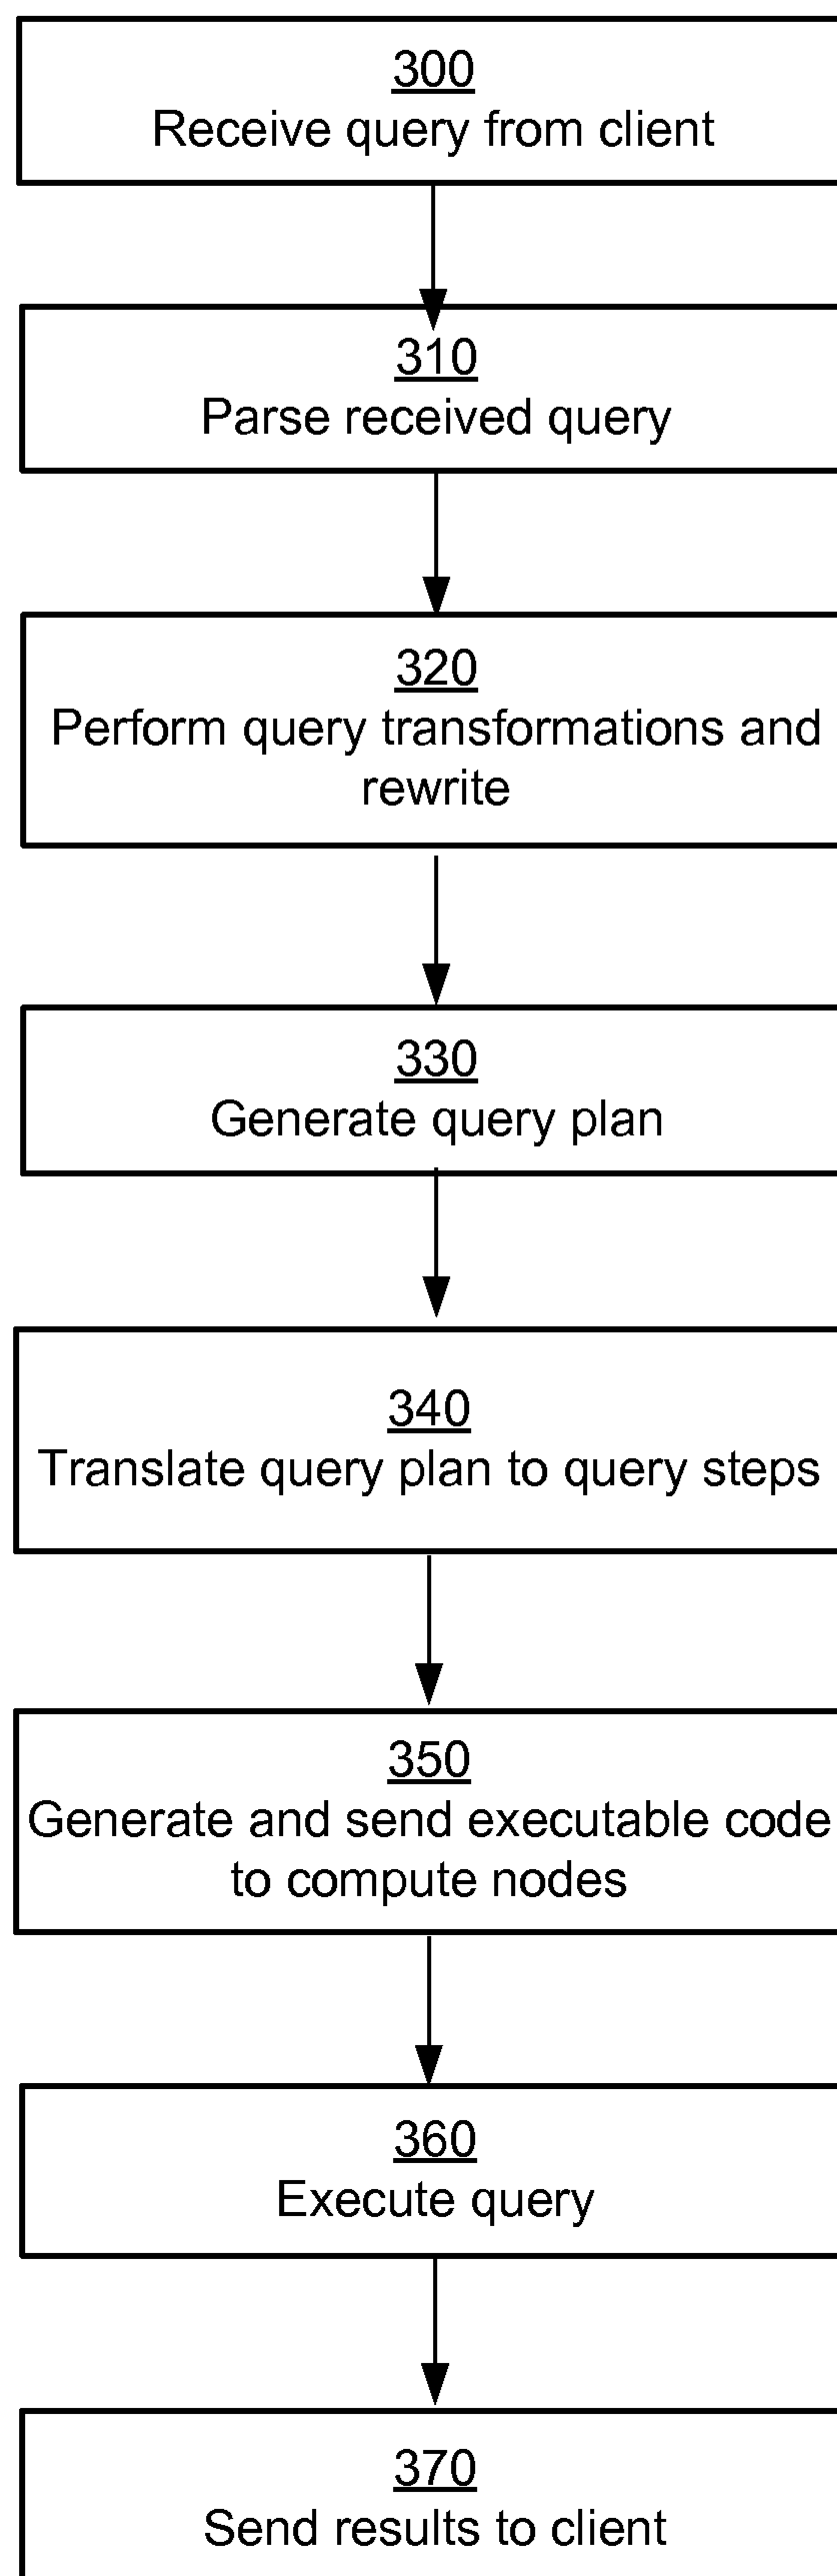 300
Receive query from client
310
Parse received query
320
Perform query transformations and
rewrite
330
Generate query plan
340
Translate query plan to query steps
350
Generate and send executable code
to compute nodes
360
Execute query
370
Send results to client